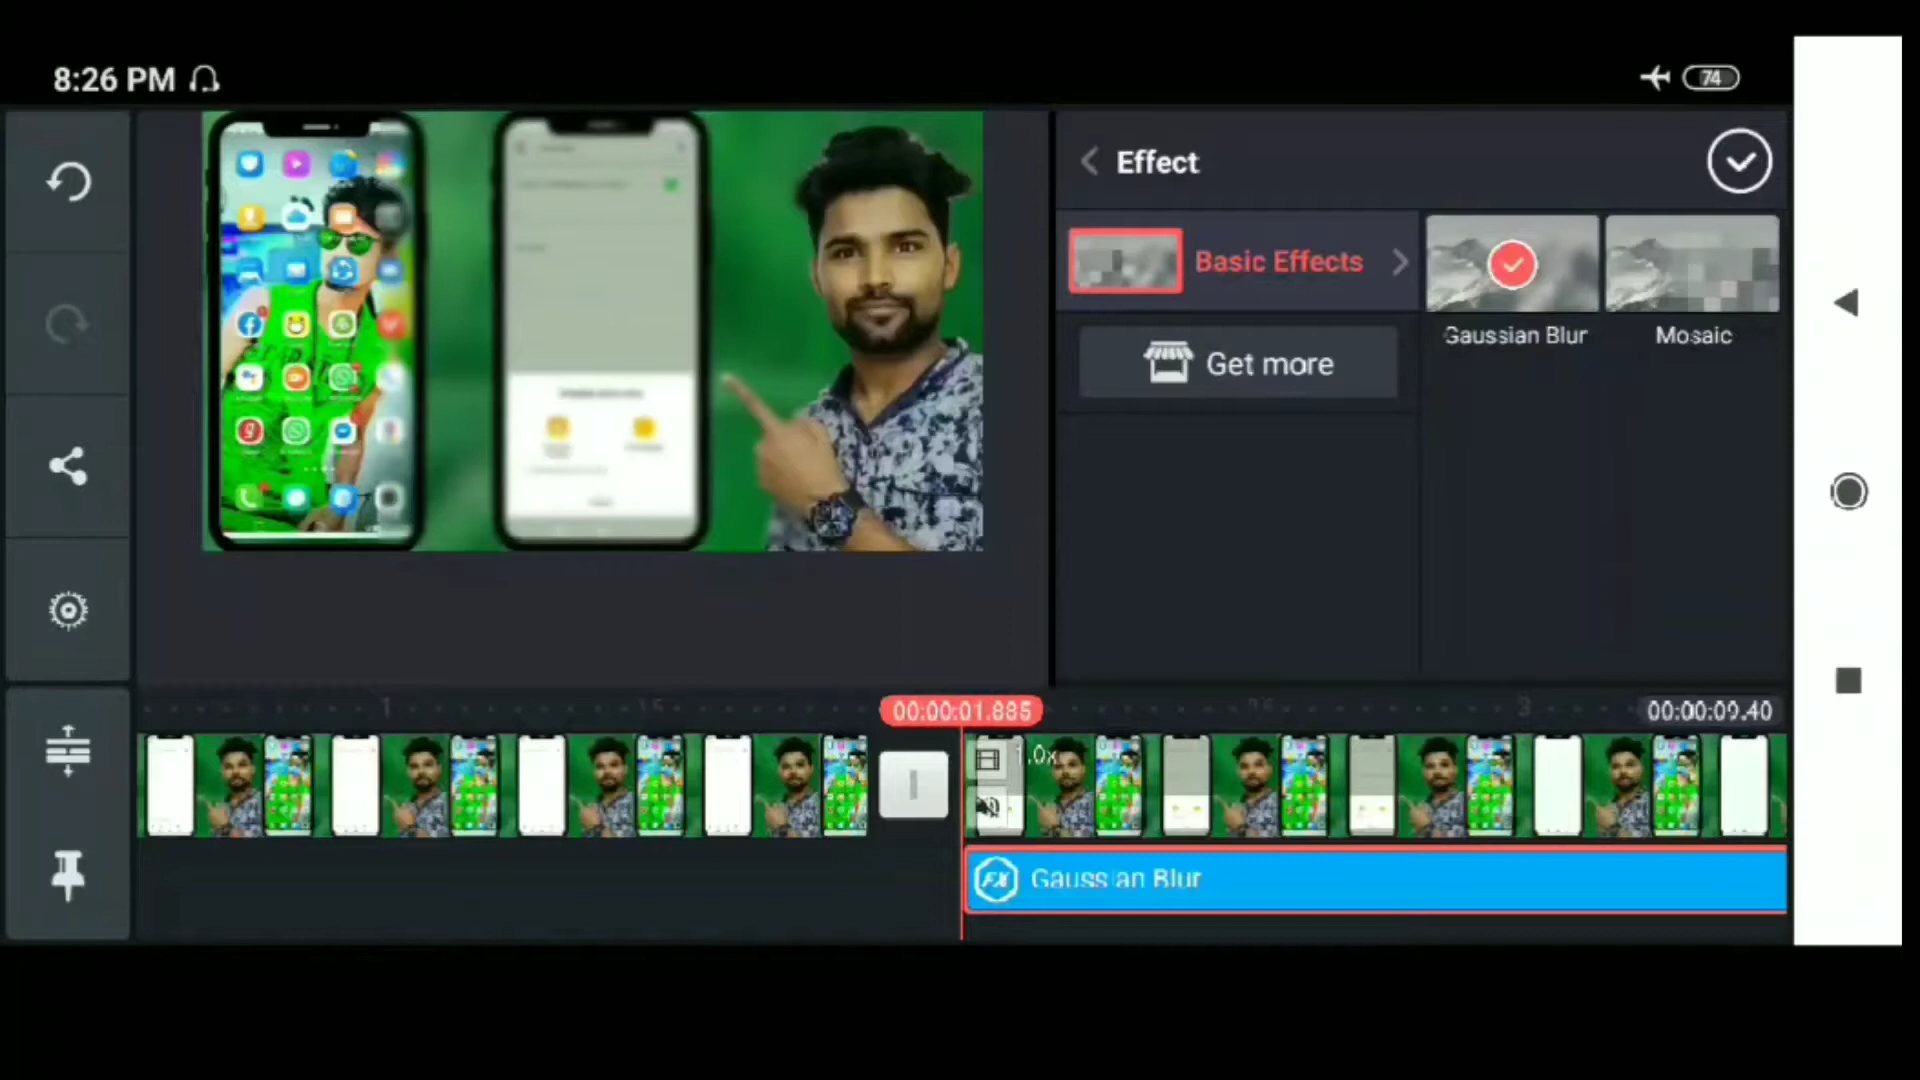 8:26 PM
74
Effect
Basic Effects
Get more
Gaussian Blur
Mosaic
00:00:01.885
00:00:09.40
1.0x
FX
Gaussian Blur